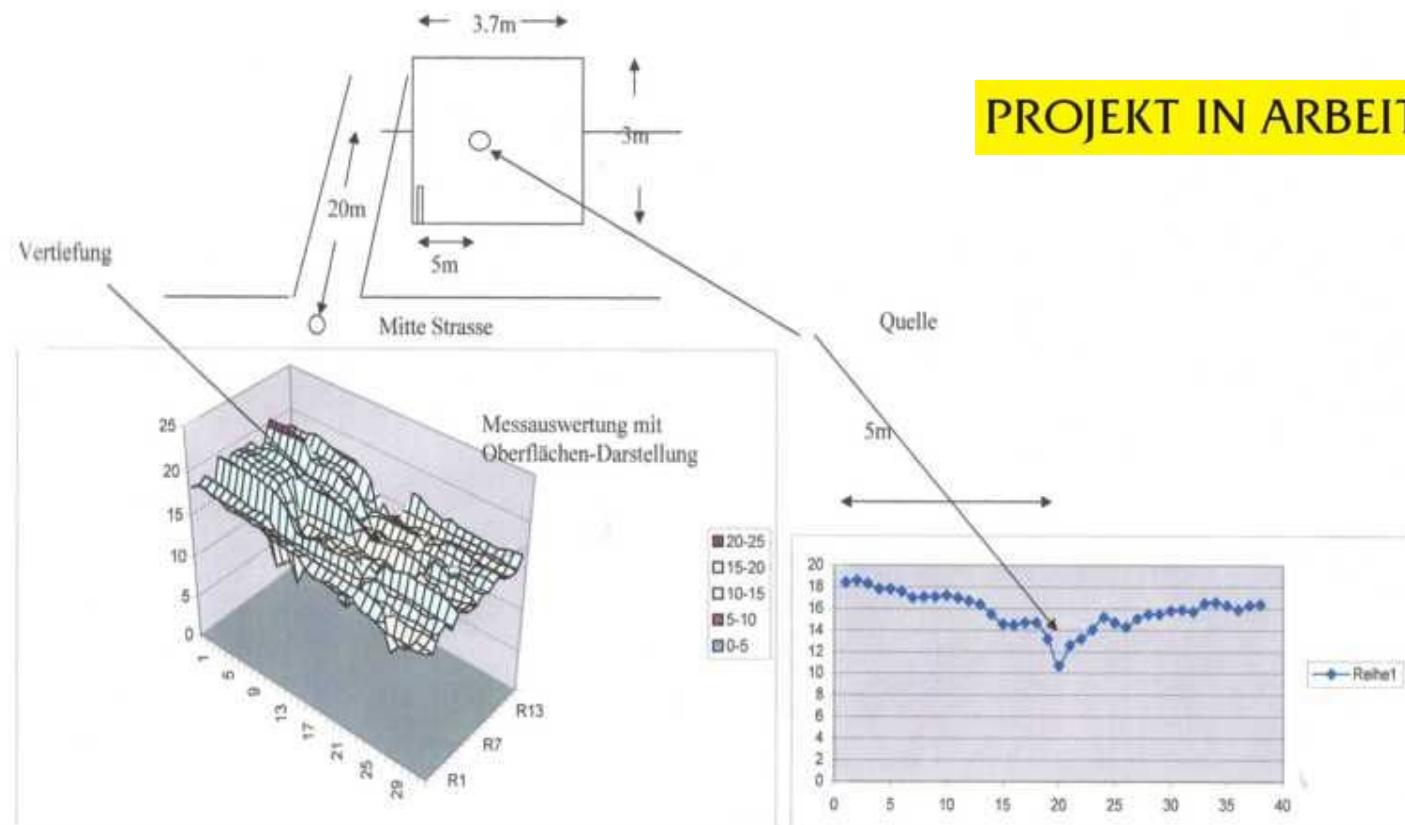 3.7m
PROJEKT IN ARBEIT
3m
20m
Vertiefung
5m
Mitte Strasse
Quelle
Messauswertung mit
Oberflächen-Darstellung
5m
25
20
15
10
5
0
1
5
9
13
17
21
25
29
R1
R7
R13
20-25
15-20
10-15
5-10
0-5
20
18
16
14
12
10
8
6
4
2
0
0 5 10 15 20 25 30 35 40
Reihe1